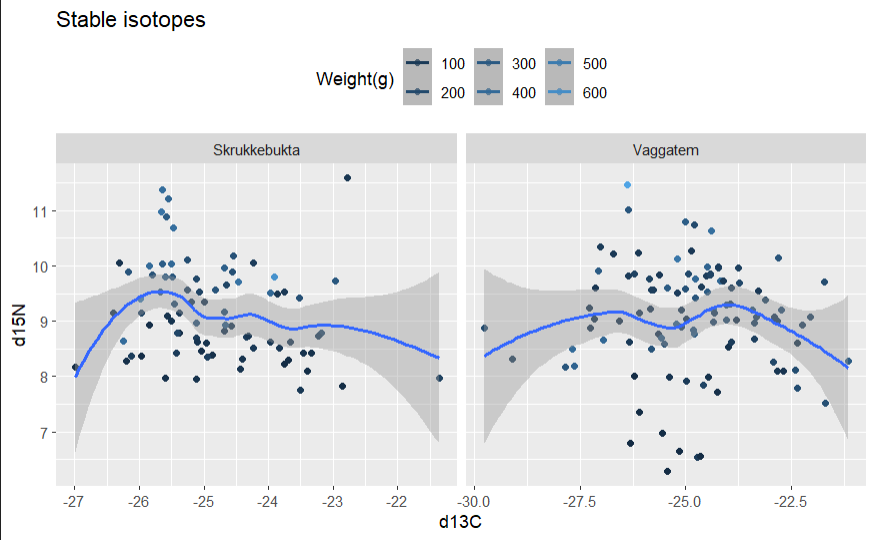 Stable isotopes
Weight(g) 100 300 500
200 400 600
Skrukkebukta Vaggatem
11
10
9
8
7
d15N
-27 -26 -25 -24 -23 -22 -30.0 -27.5 -25.0 -22.5
d13C